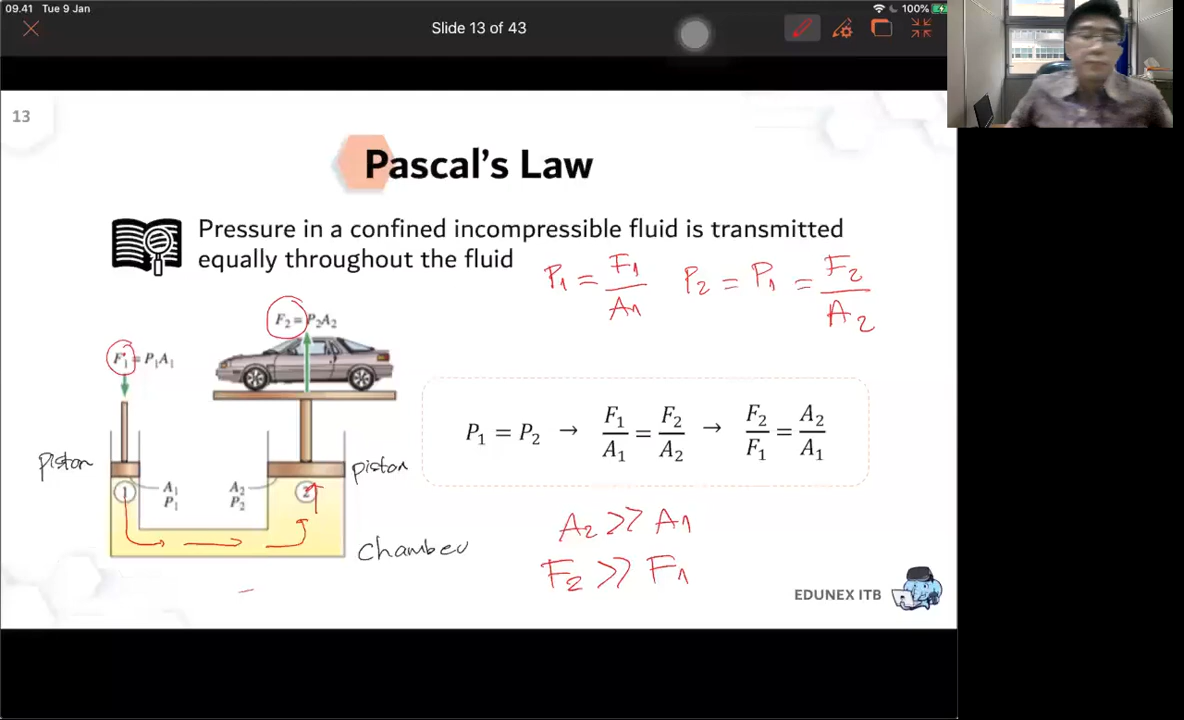 09.41 Tue 9 Jan
100%
Slide 13 of 43
13
Pascal's Law
Pressure in a confined incompressible fluid is transmitted
equally throughout the fluid
P₁ = F₁/A₁ P₂ = P₁ = F₂/A₂
F₂ = P₂A₂
F₁ = P₁A₁
P₁ = P₂ → F₁/A₁ = F₂/A₂ → F₂/F₁ = A₂/A₁
piston
piston
1 A₁
P₁
A₂ 2
P₂
A₂ >> A₁
chamber
F₂ >> F₁
EDUNEX ITB